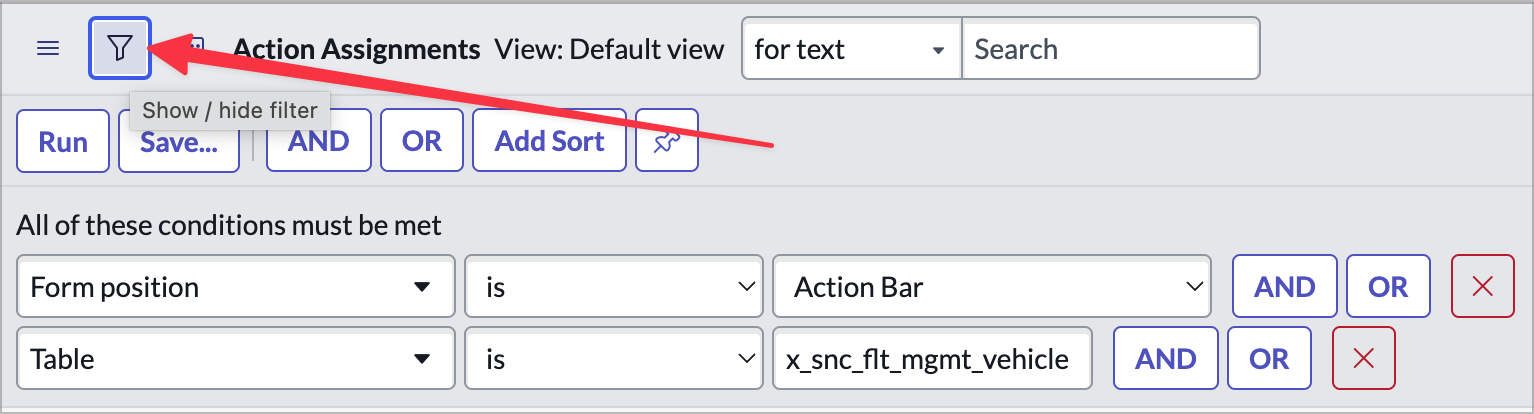 Action Assignments View: Default view for text Search
Show / hide filter
Run Save... AND OR Add Sort
All of these conditions must be met
Form position is Action Bar AND OR
Table is x_snc_flt_mgmt_vehicle AND OR